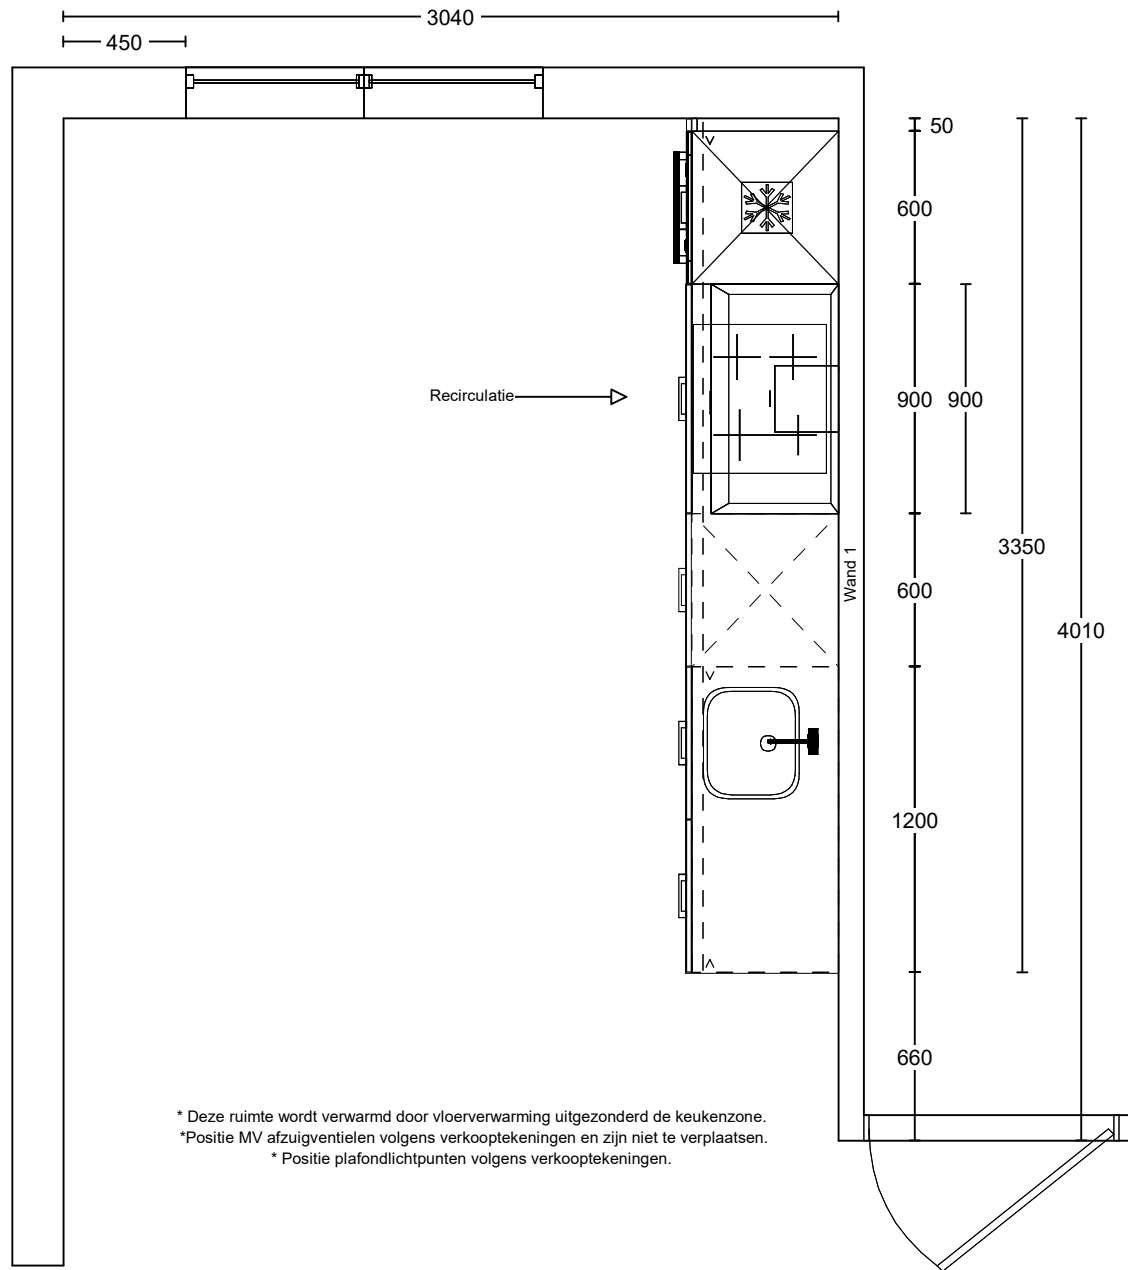 3040
450
50
600
Recirculatie
900
900
3350
Wand 1
600
4010
1200
660
* Deze ruimte wordt verwarmd door vloerverwarming uitgezonderd de keukenzone.
*Positie MV afzuigventielen volgens verkooptekeningen en zijn niet te verplaatsen.
* Positie plafondlichtpunten volgens verkooptekeningen.